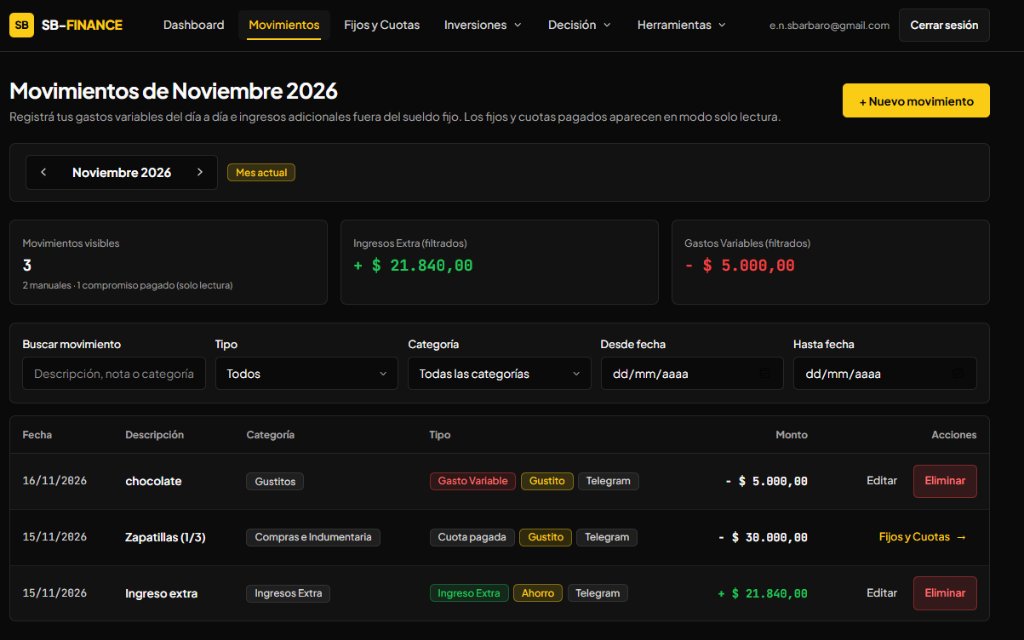 SB SB-FINANCE Dashboard Movimientos Fijos y Cuotas Inversiones Decisión Herramientas e.n.sbarbaro@gmail.com Cerrar sesión
Movimientos de Noviembre 2026
+ Nuevo movimiento
Registrá tus gastos variables del día a día e ingresos adicionales fuera del sueldo fijo. Los fijos y cuotas pagados aparecen en modo solo lectura.
Noviembre 2026 Mes actual
Movimientos visibles
3
2 manuales · 1 compromiso pagado (solo lectura)
Ingresos Extra (filtrados)
+ $ 21.840,00
Gastos Variables (filtrados)
- $ 5.000,00
Buscar movimiento Tipo Categoría Desde fecha Hasta fecha
Descripción, nota o categoría Todos Todas las categorías dd/mm/aaaa dd/mm/aaaa
Fecha Descripción Categoría Tipo Monto Acciones
16/11/2026 chocolate Gustitos Gasto Variable Gustito Telegram - $ 5.000,00 Editar Eliminar
15/11/2026 Zapatillas (1/3) Compras e Indumentaria Cuota pagada Gustito Telegram - $ 30.000,00 Fijos y Cuotas →
15/11/2026 Ingreso extra Ingresos Extra Ingreso Extra Ahorro Telegram + $ 21.840,00 Editar Eliminar